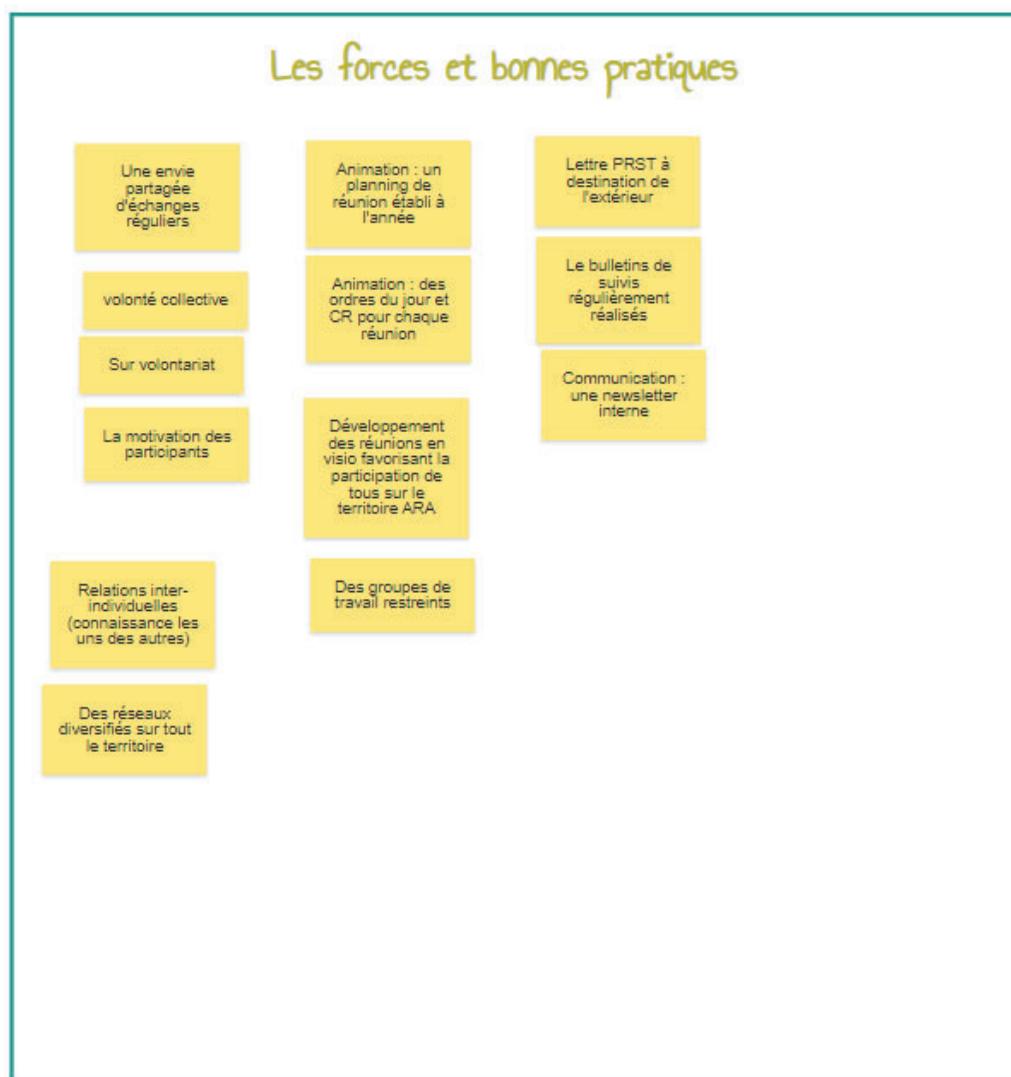 Les forces et bonnes pratiques
Une envie
partagée
d'échanges
réguliers
volonté collective
Sur volontariat
La motivation des
participants
Relations inter-
individuelles
(connaissance les
uns des autres)
Des réseaux
diversifiés sur tout
le territoire
Animation : un
planning de
réunion établi à
l'année
Animation : des
ordres du jour et
CR pour chaque
réunion
Développement
des réunions en
visio favorisant la
participation de
tous sur le
territoire ARA
Des groupes de
travail restreints
Lettre PRST à
destination de
l'extérieur
Le bulletins de
suivis
régulièrement
réalisés
Communication :
une newsletter
interne